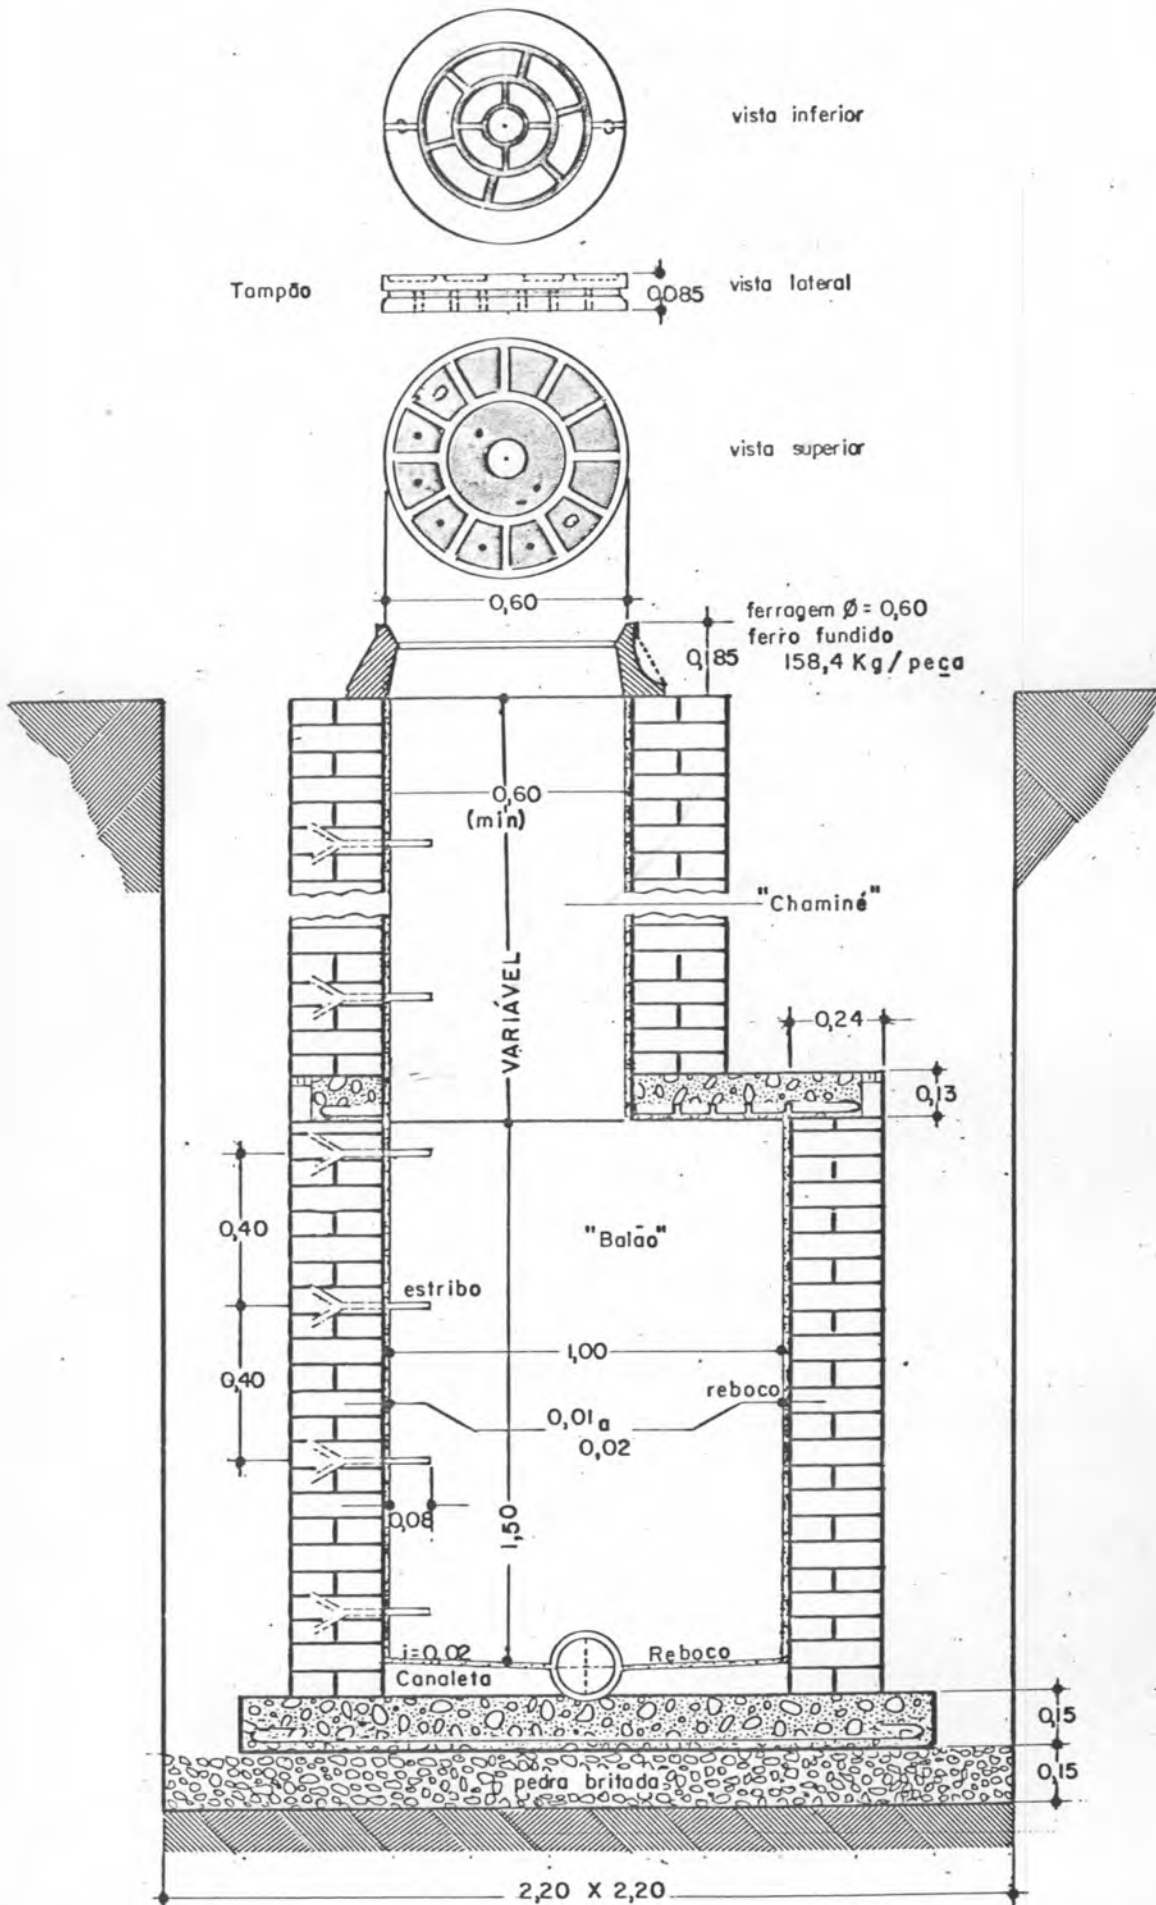 vista inferior
Tampão
0,085
vista lateral
vista superior
0,60
ferragem Ø = 0,60
ferro fundido
0,185
158,4 Kg / peça
0,60
(min)
"Chaminé"
VARIÁVEL
0,24
0,13
0,40
"Balão"
estribo
1,00
0,40
reboco
0,01 a
0,02
0,08
1,50
i=0,02
Reboco
Canaleta
0,15
0,15
pedra britada
2,20 X 2,20